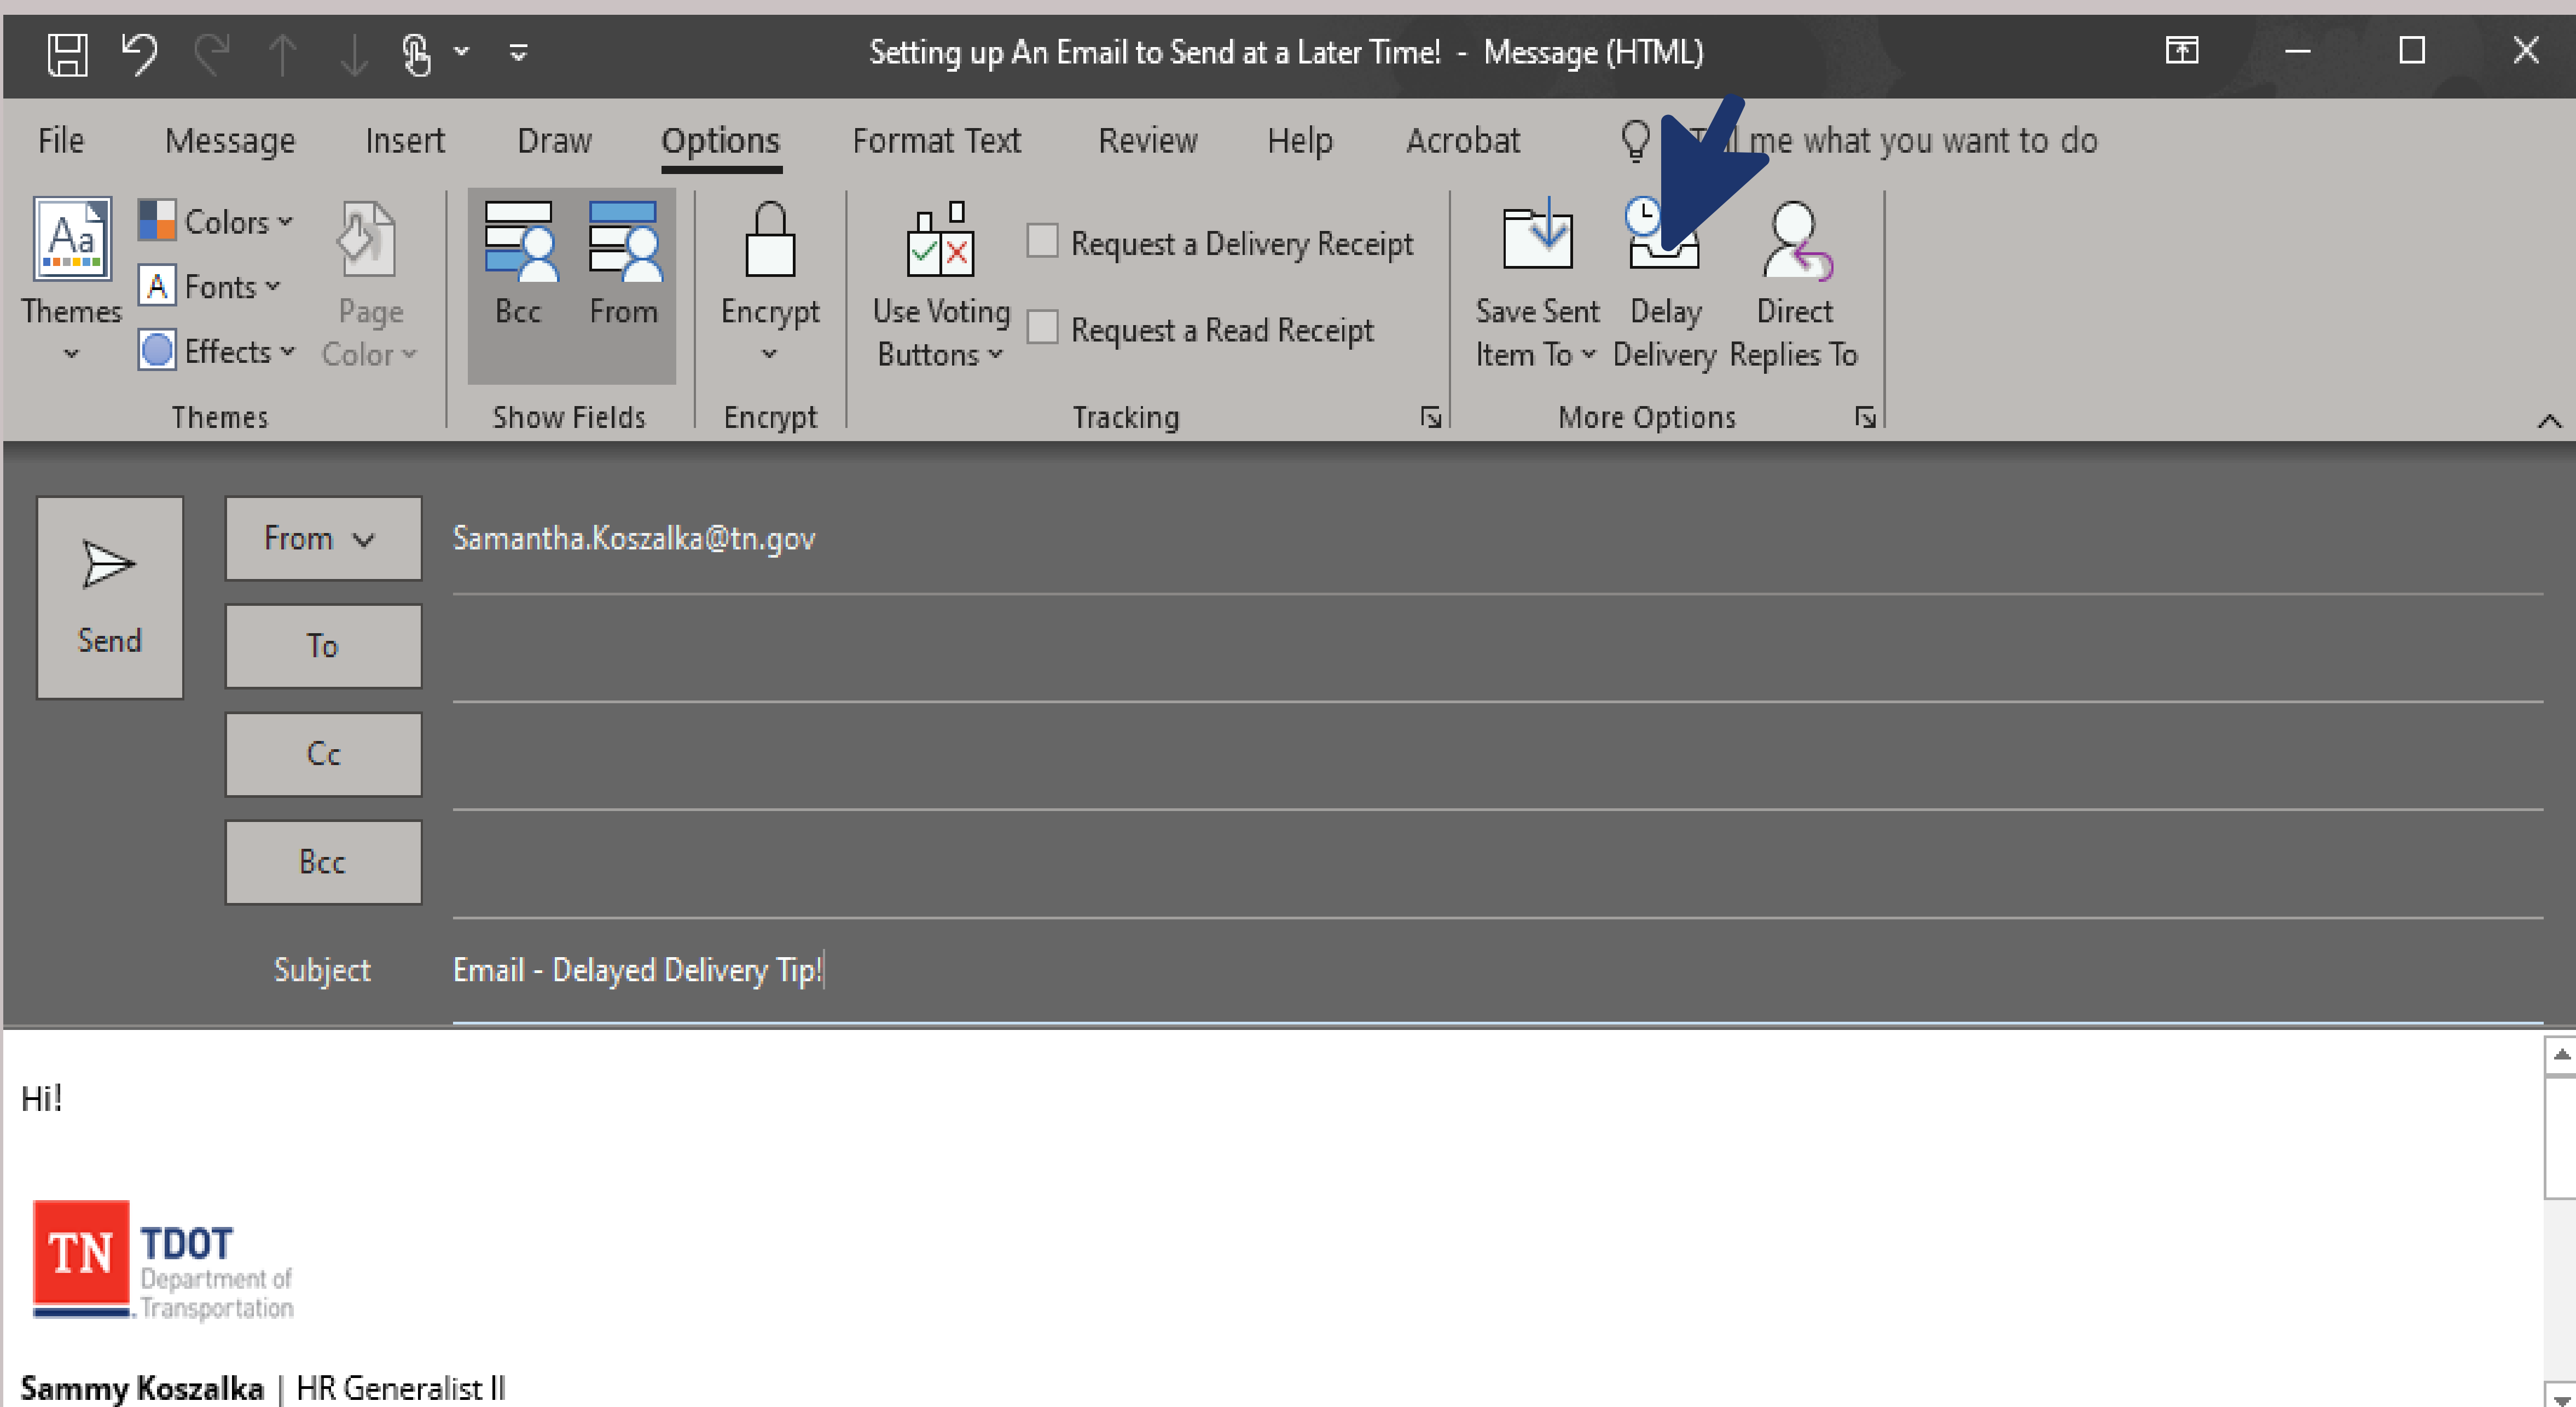 Setting up An Email to Send at a Later Time! - Message (HTML)
File Message Insert Draw Options Format Text Review Help Acrobat me what you want to do
Aa
Themes
Colors
A Fonts
Effects
Page
Color
Themes
Bcc From
Show Fields
Encrypt
Encrypt
Use Voting
Buttons
Request a Delivery Receipt
Request a Read Receipt
Tracking
Save Sent
Item To
Delay
Delivery
Direct
Replies To
More Options
Send
From Samantha.Koszalka@tn.gov
To
Cc
Bcc
Subject Email - Delayed Delivery Tip!
Hi!
TN TDOT
Department of
Transportation
Sammy Koszalka | HR Generalist II